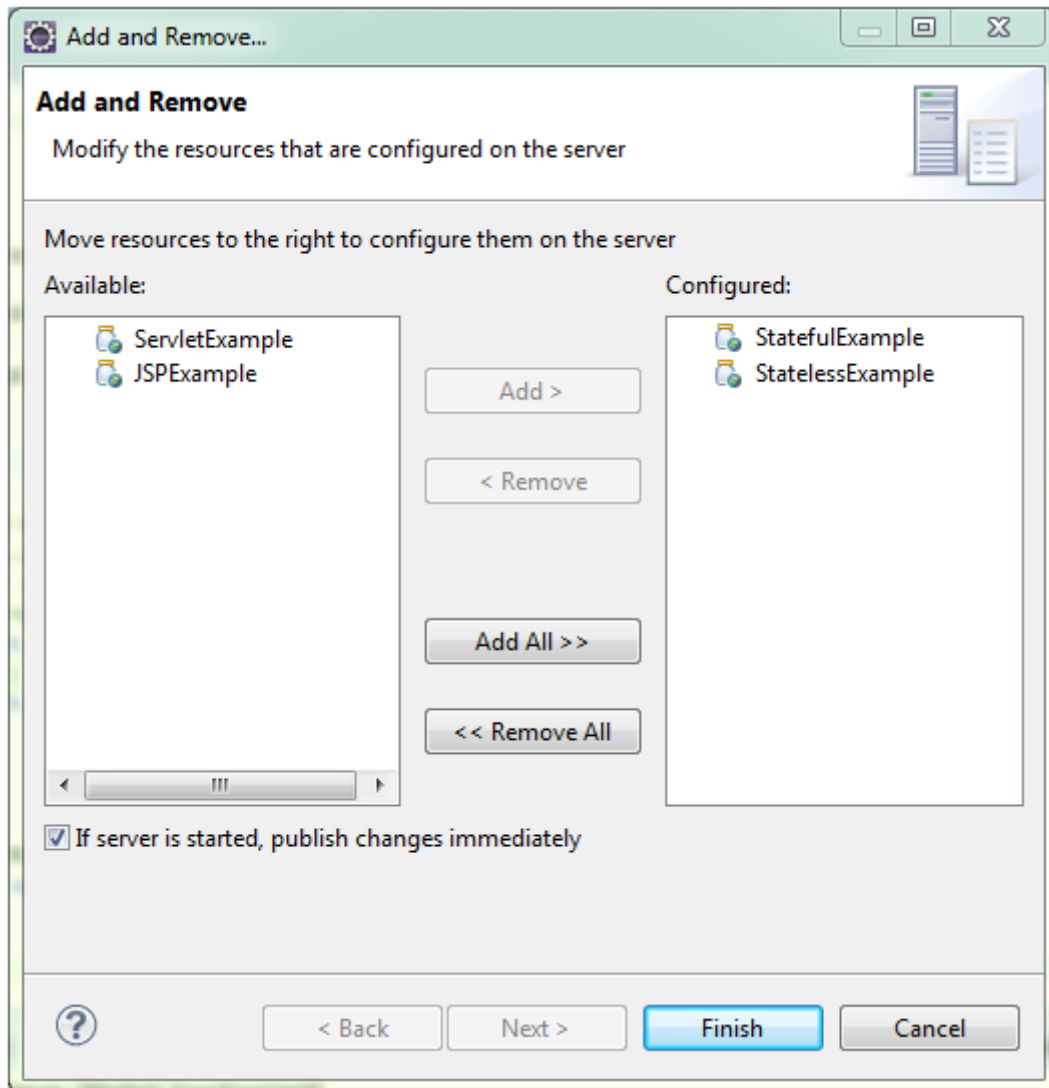 Add and Remove...
Add and Remove
Modify the resources that are configured on the server
Move resources to the right to configure them on the server
Available:
Configured:
ServletExample
JSPExample
Add >
< Remove
Add All >>
<< Remove All
StatefulExample
StatelessExample
If server is started, publish changes immediately
< Back
Next >
Finish
Cancel